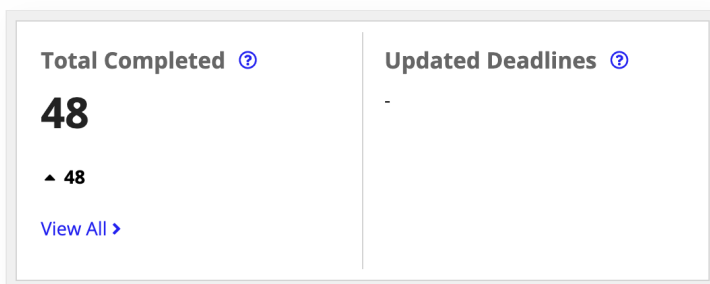 Total Completed
48
48
View All
Updated Deadlines
-